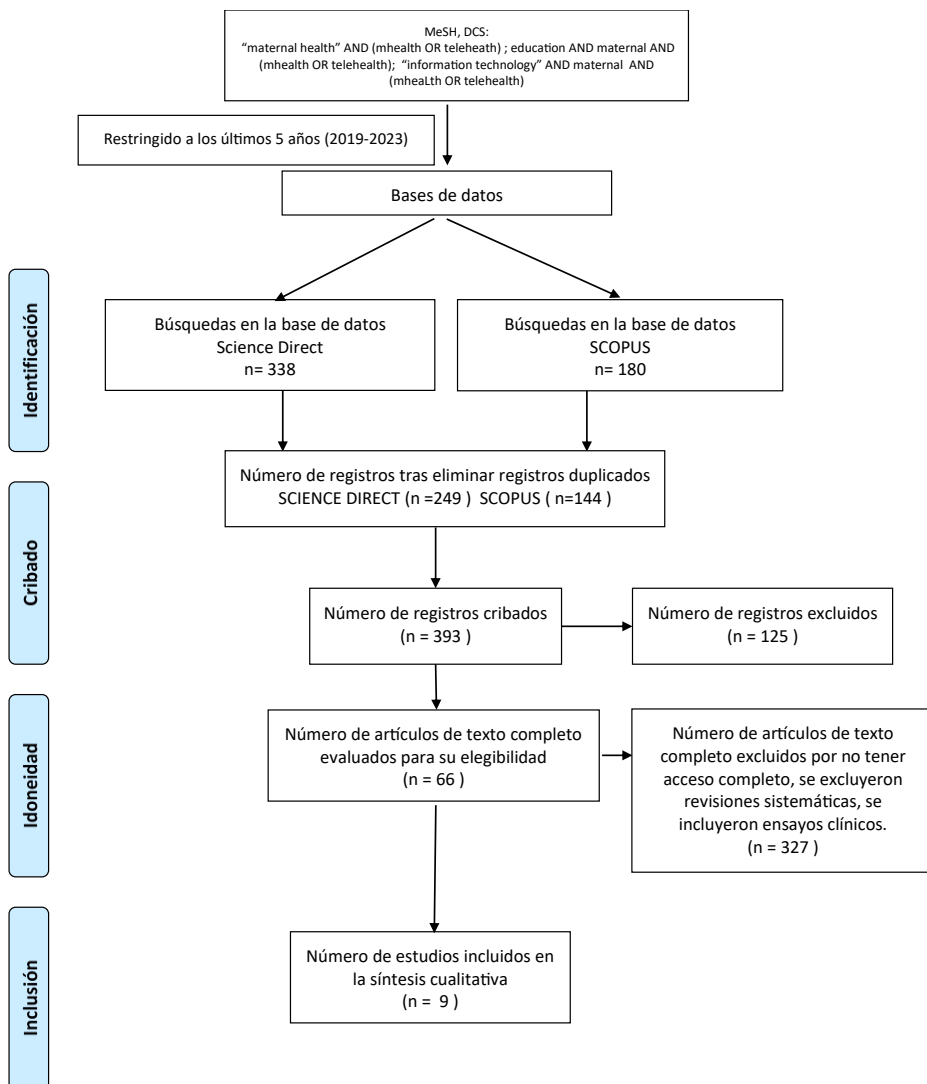 MeSH, DCS:
“maternal health” AND (mhealth OR teleheath) ; education AND maternal AND
(mhealth OR telehealth); “information technology” AND maternal AND
(mheaLth OR telehealth)
Restringido a los últimos 5 años (2019-2023)
Bases de datos
Identificación
Búsquedas en la base de datos
Science Direct
n= 338
Búsquedas en la base de datos
SCOPUS
n= 180
Número de registros tras eliminar registros duplicados
SCIENCE DIRECT (n =249 ) SCOPUS ( n=144 )
Cribado
Número de registros cribados
(n = 393 )
Número de registros excluidos
(n = 125 )
Idoneidad
Número de artículos de texto completo
evaluados para su elegibilidad
(n = 66 )
Número de artículos de texto
completo excluidos por no tener
acceso completo, se excluyeron
revisiones sistemáticas, se
incluyeron ensayos clínicos.
(n = 327 )
Inclusión
Número de estudios incluidos en
la síntesis cualitativa
(n = 9 )